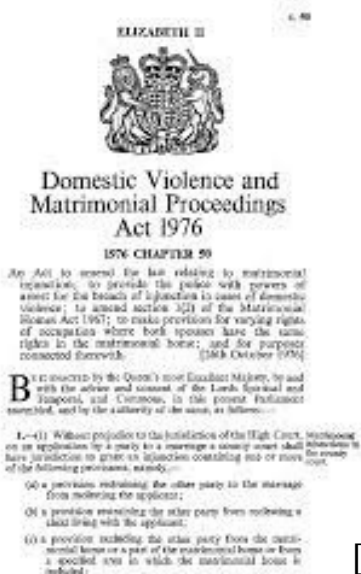 c. 50
ELIZABETH II
Domestic Violence and
Matrimonial Proceedings
Act 1976
1976 CHAPTER 50
An Act to amend the law relating to matrimonial
injunction; to provide the police with powers of
arrest for the breach of injunction in cases of domestic
violence; to amend section 1(2) of the Matrimonial
Homes Act 1967; to make provision for varying rights
of occupation where both spouses have the same
rights in the matrimonial home; and for purposes
connected therewith. [26th October 1976]
BE IT ENACTED by the Queen's most Excellent Majesty, by and
with the advice and consent of the Lords Spiritual and
Temporal, and Commons, in this present Parliament
assembled, and by the authority of the same, as follows:—
1.—(1) Without prejudice to the jurisdiction of the High Court, Matrimonial
on an application by a party to a marriage a county court shall injunctions in
have jurisdiction to grant an injunction containing one or more the county
of the following provisions, namely,— court.
(a) a provision restraining the other party to the marriage
from molesting the applicant;
(b) a provision restraining the other party from molesting a
child living with the applicant;
(c) a provision excluding the other party from the matri-
monial home or a part of the matrimonial home or from
a specified area in which the matrimonial home is
included;